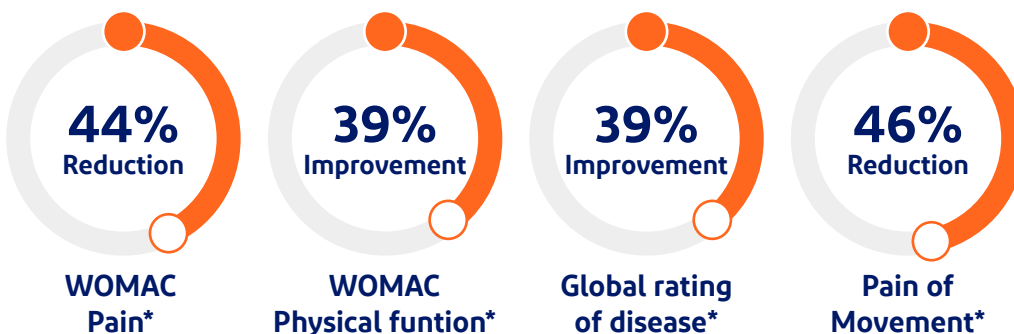 44%
Reduction
WOMAC
Pain*
39%
Improvement
WOMAC
Physical funtion*
39%
Improvement
Global rating
of disease*
46%
Reduction
Pain of
Movement*